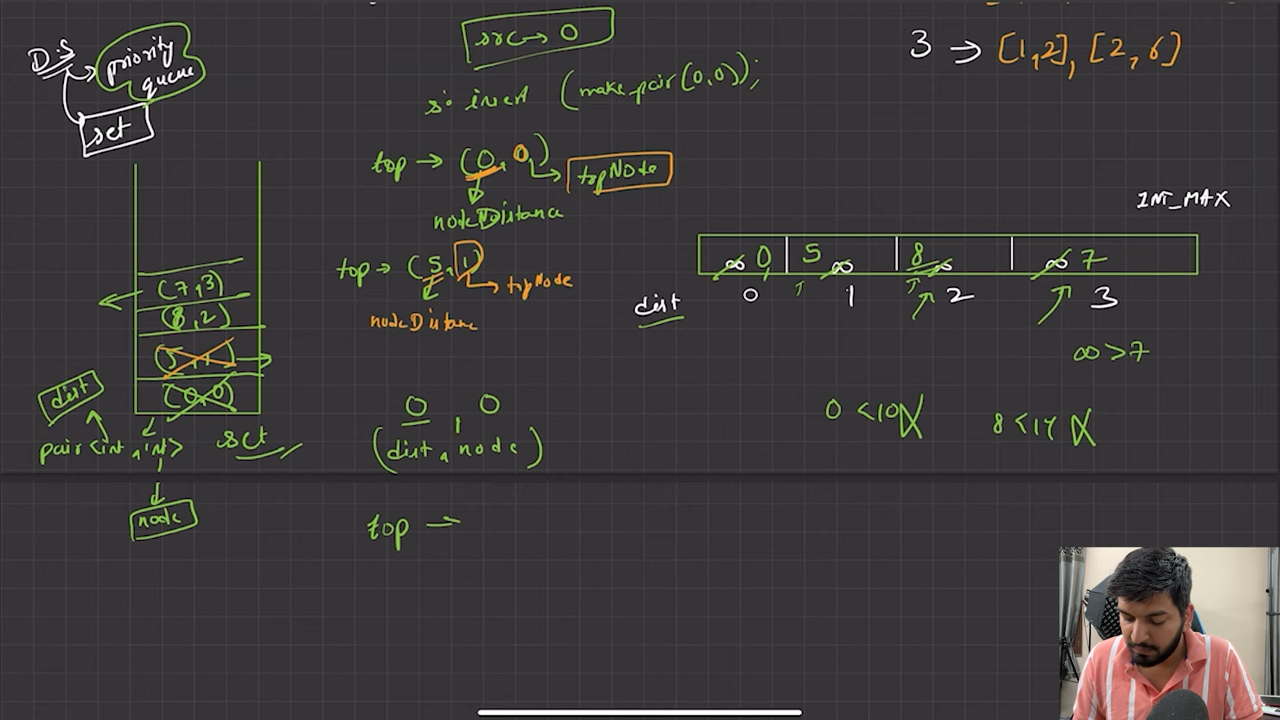 D.S
priority
queue
set
src → 0
s. insert (make_pair(0,0));
top → (0, 0)
topNode
nodeDistance
top → (5, 1)
topNode
nodeDistance
3 → [1,2], [2, 6]
INT_MAX
∞ 0, 5 ∞ 8 ∞ ∞ 7
dist 0 1 2 3
∞ > 7
0 < 10 X 8 < 14 X
(7,3)
(8,2)
(5,1)
(0,0)
dist
pair<int, int> set
node
0 , 0
(dist, node)
top →